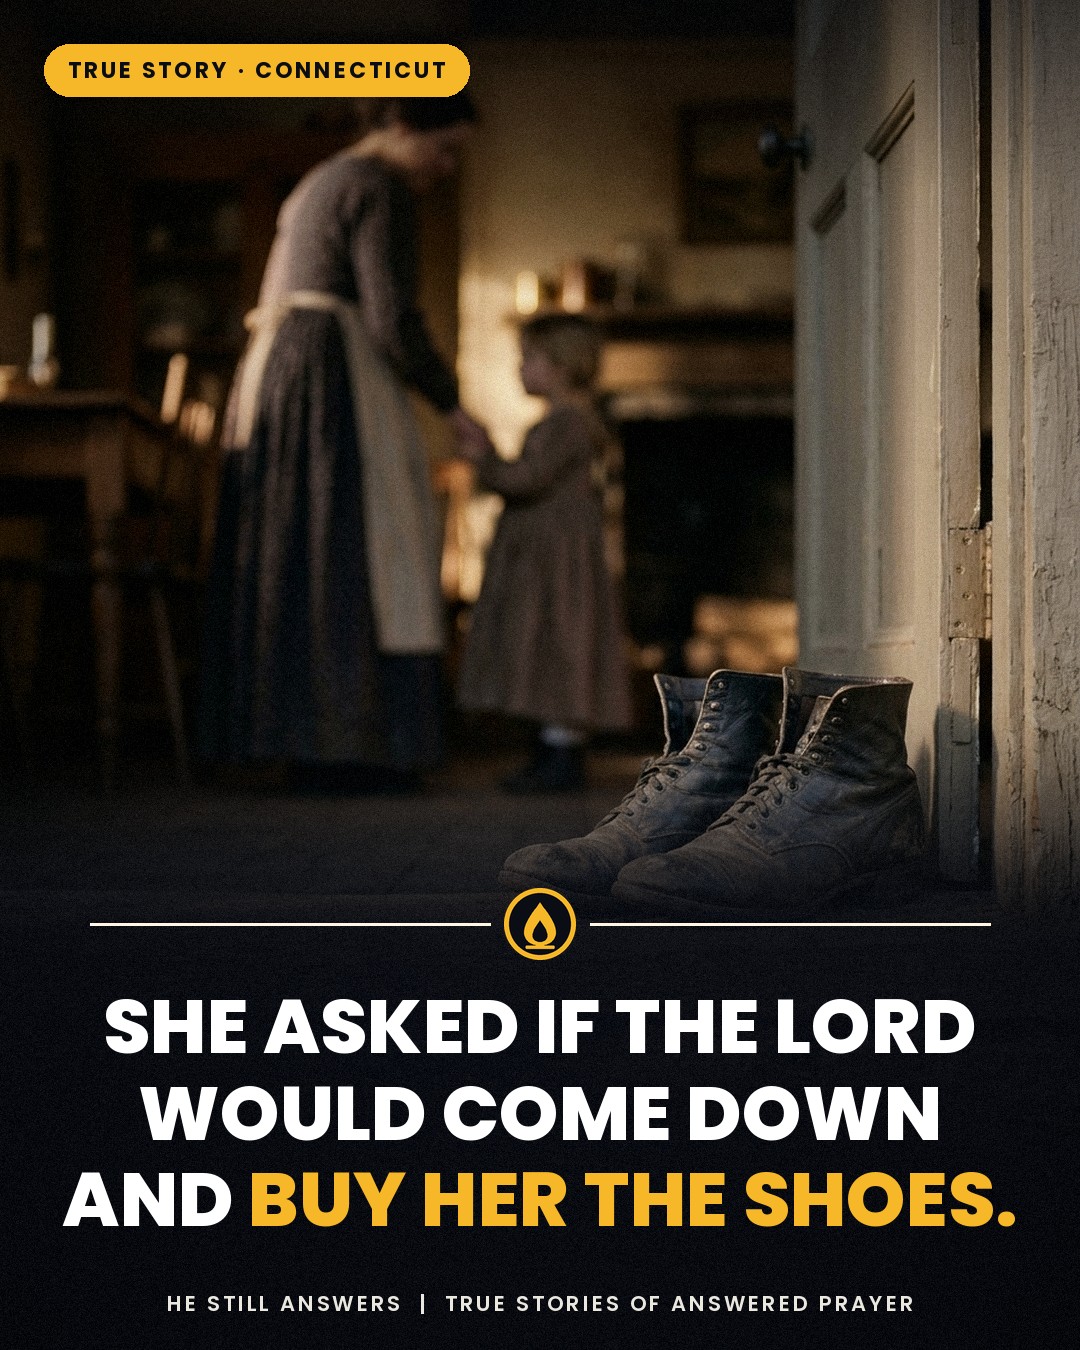 TRUE STORY · CONNECTICUT
SHE ASKED IF THE LORD
WOULD COME DOWN
AND BUY HER THE SHOES.
HE STILL ANSWERS | TRUE STORIES OF ANSWERED PRAYER